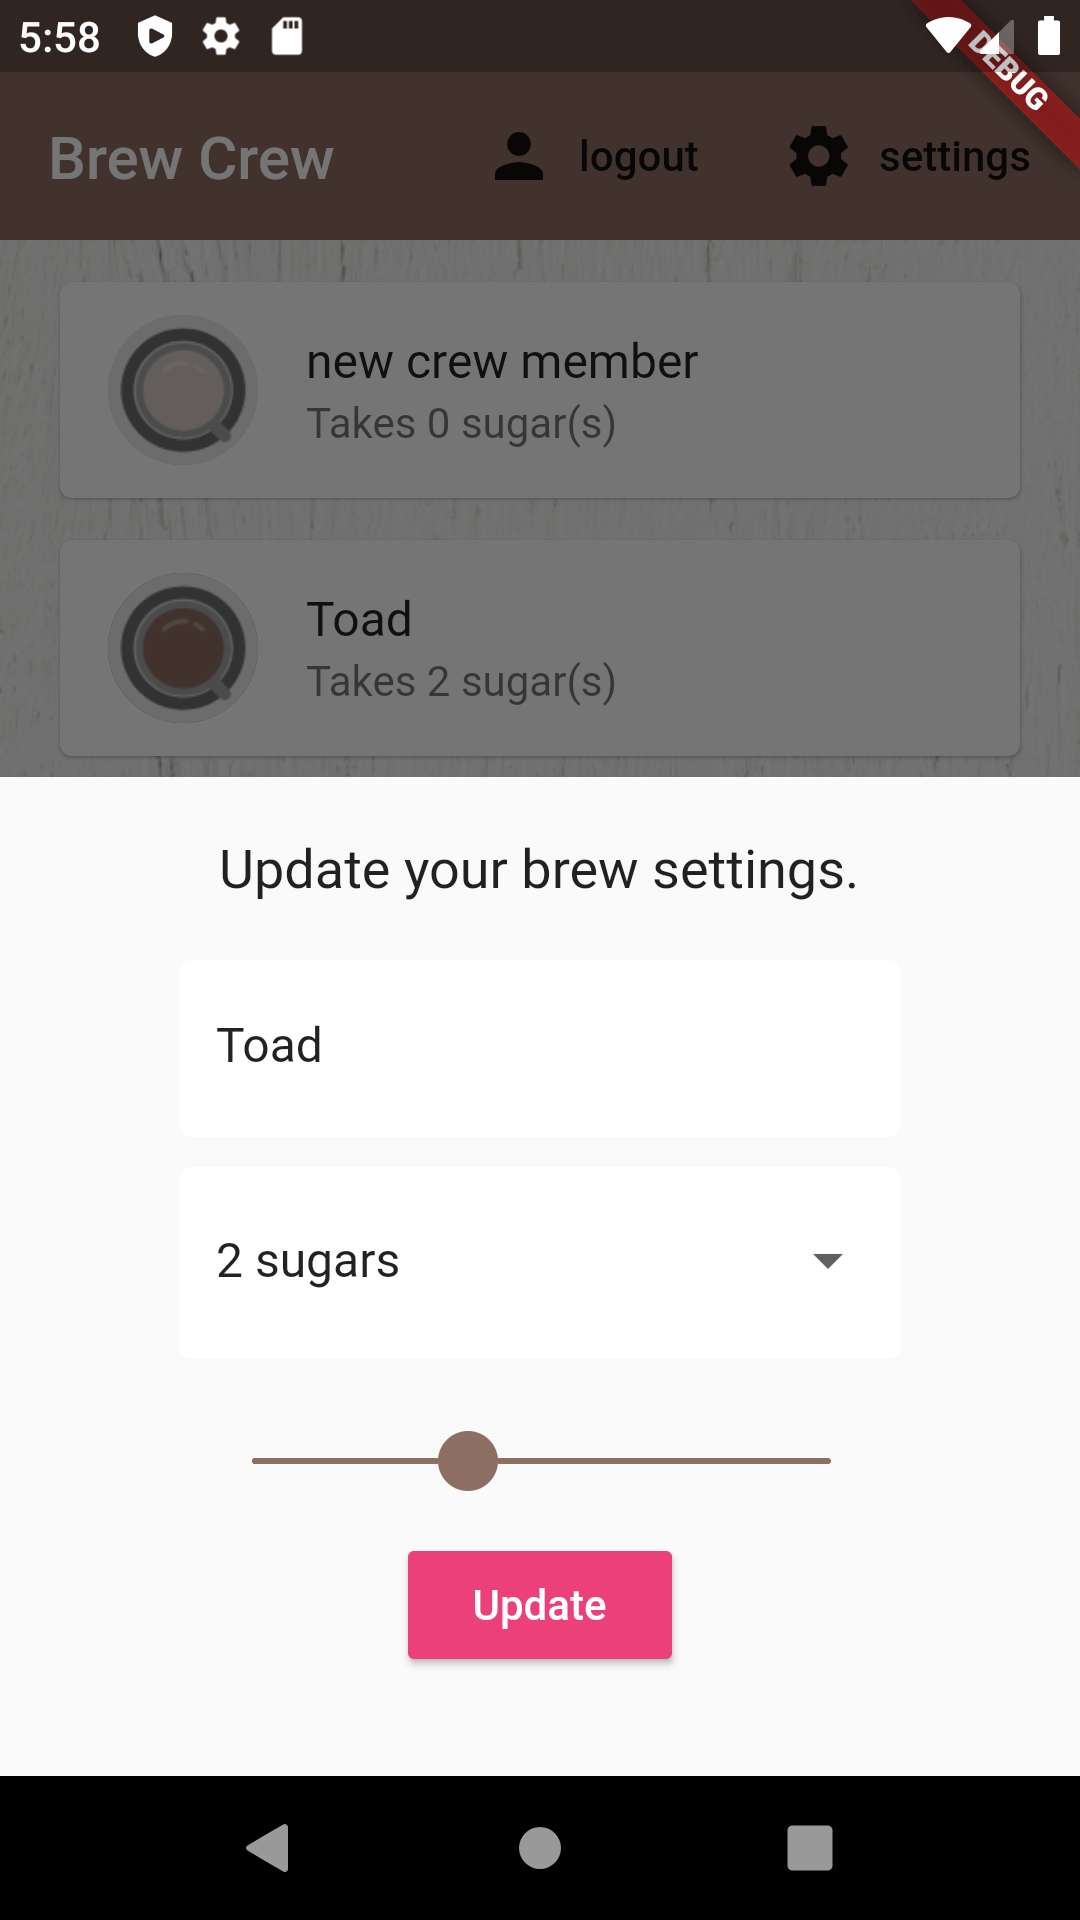 5:58
DEBUG
Brew Crew logout settings
new crew member
Takes 0 sugar(s)
Toad
Takes 2 sugar(s)
Update your brew settings.
Toad
2 sugars
Update